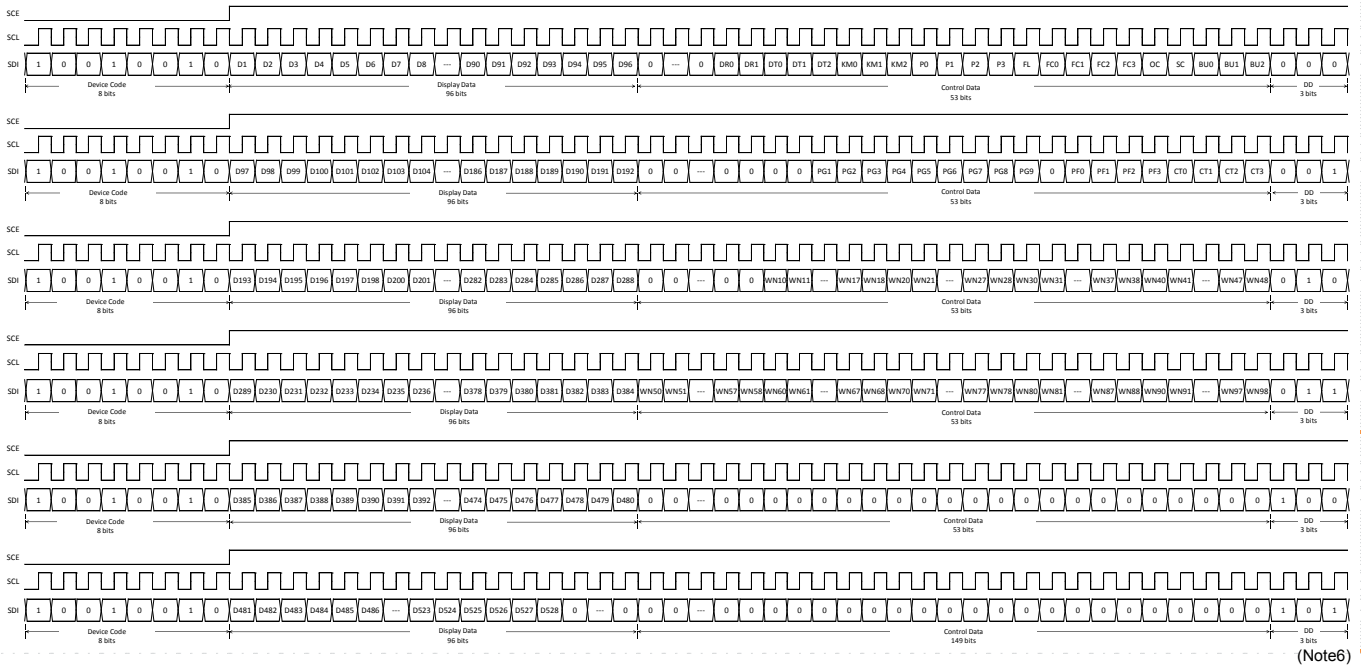 SCE
SCL
SDI 1 0 0 1 0 0 1 0 D1 D2 D3 D4 D5 D6 D7 D8 --- D90 D91 D92 D93 D94 D95 D96 0 --- 0 DR0 DR1 DT0 DT1 DT2 KM0 KM1 KM2 P0 P1 P2 P3 FL FC0 FC1 FC2 FC3 OC SC BU0 BU1 BU2 0 0 0
Device Code Display Data Control Data DD
8 bits 96 bits 53 bits 3 bits
SCE
SCL
SDI 1 0 0 1 0 0 1 0 D97 D98 D99 D100 D101 D102 D103 D104 --- D186 D187 D188 D189 D190 D191 D192 0 0 --- 0 0 0 0 PG1 PG2 PG3 PG4 PG5 PG6 PG7 PG8 PG9 0 PF0 PF1 PF2 PF3 CT0 CT1 CT2 CT3 0 0 1
Device Code Display Data Control Data DD
8 bits 96 bits 53 bits 3 bits
SCE
SCL
SDI 1 0 0 1 0 0 1 0 D193 D194 D195 D196 D197 D198 D200 D201 --- D282 D283 D284 D285 D286 D287 D288 0 0 --- 0 0 WN10 WN11 --- WN17 WN18 WN20 WN21 --- WN27 WN28 WN30 WN31 --- WN37 WN38 WN40 WN41 --- WN47 WN48 0 1 0
Device Code Display Data Control Data DD
8 bits 96 bits 53 bits 3 bits
SCE
SCL
SDI 1 0 0 1 0 0 1 0 D289 D230 D231 D232 D233 D234 D235 D236 --- D378 D379 D380 D381 D382 D383 D384 WN50 WN51 --- WN57 WN58 WN60 WN61 --- WN67 WN68 WN70 WN71 --- WN77 WN78 WN80 WN81 --- WN87 WN88 WN90 WN91 --- WN97 WN98 0 1 1
Device Code Display Data Control Data DD
8 bits 96 bits 53 bits 3 bits
SCE
SCL
SDI 1 0 0 1 0 0 1 0 D385 D386 D387 D388 D389 D390 D391 D392 --- D474 D475 D476 D477 D478 D479 D480 0 0 --- 0 0 0 0 0 0 0 0 0 0 0 0 0 0 0 0 0 0 0 0 0 0 1 0 0
Device Code Display Data Control Data DD
8 bits 96 bits 53 bits 3 bits
SCE
SCL
SDI 1 0 0 1 0 0 1 0 D481 D482 D483 D484 D485 D486 --- D523 D524 D525 D526 D527 D528 0 --- 0 0 0 --- 0 0 0 0 0 0 0 0 0 0 0 0 0 0 0 0 0 0 0 0 0 0 1 0 1
Device Code Display Data Control Data DD
8 bits 96 bits 149 bits 3 bits
(Note6)